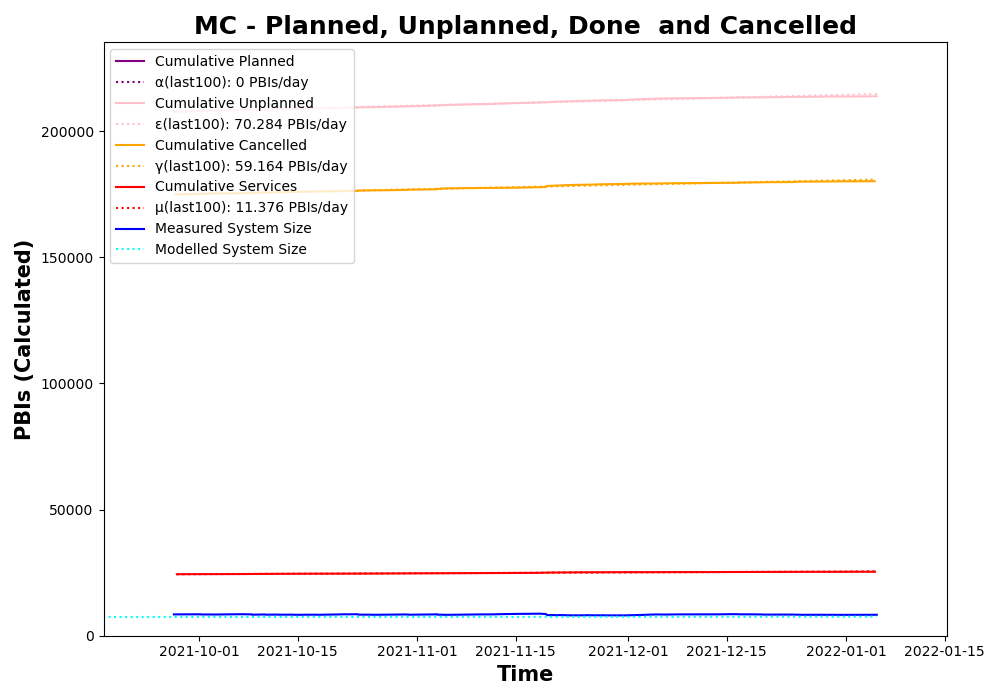 MC - Planned, Unplanned, Done  and Cancelled
Cumulative Planned
α(last100): 0 PBIs/day
Cumulative Unplanned
ε(last100): 70.284 PBIs/day
Cumulative Cancelled
γ(last100): 59.164 PBIs/day
Cumulative Services
μ(last100): 11.376 PBIs/day
Measured System Size
Modelled System Size
PBIs (Calculated)
200000
150000
100000
50000
0
2021-10-01 2021-10-15 2021-11-01 2021-11-15 2021-12-01 2021-12-15 2022-01-01 2022-01-15
Time